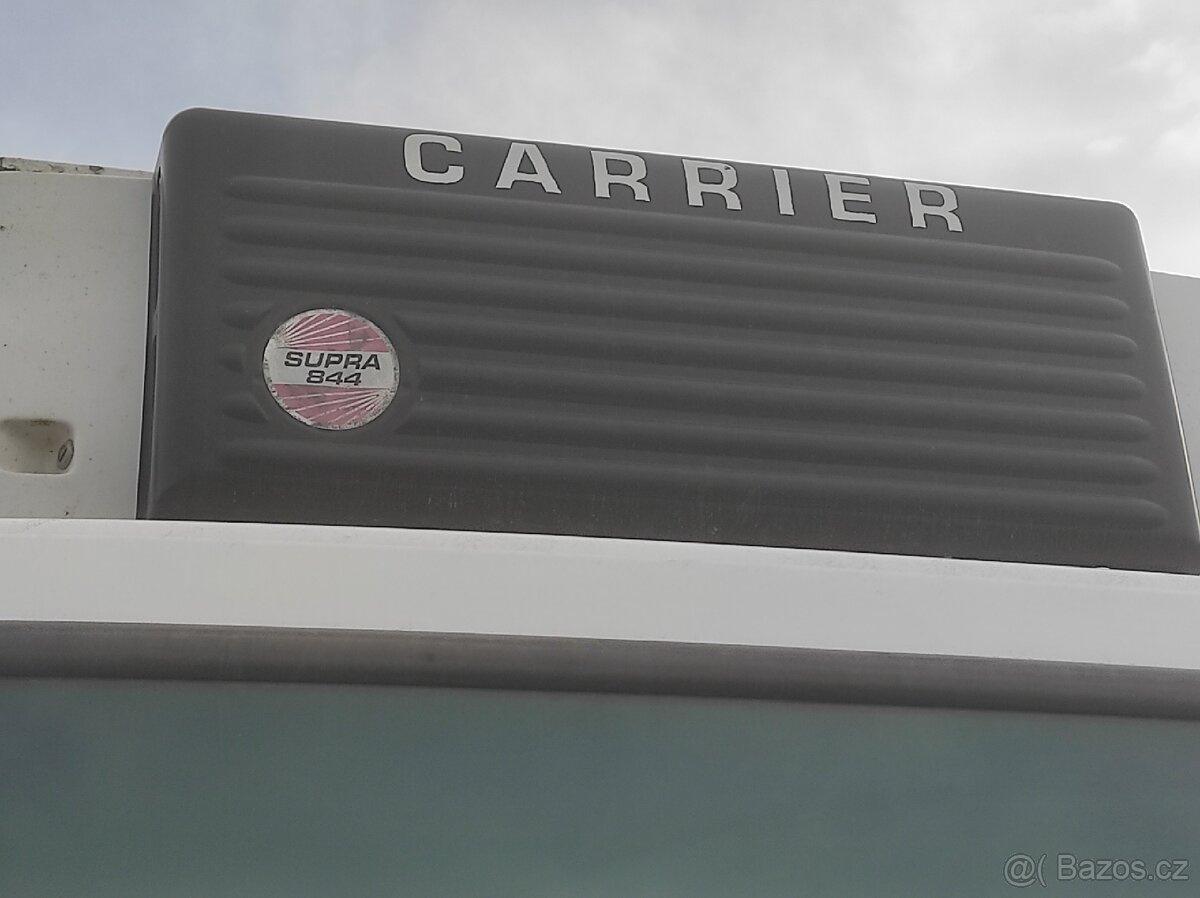 CARRIER
SUPRA
844
@( Bazos.cz